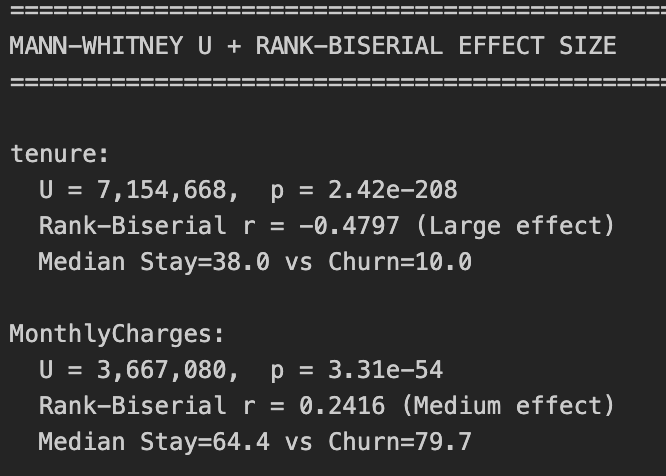 ==================================================
MANN-WHITNEY U + RANK-BISERIAL EFFECT SIZE
==================================================
tenure:
  U = 7,154,668,  p = 2.42e-208
  Rank-Biserial r = -0.4797 (Large effect)
  Median Stay=38.0 vs Churn=10.0
MonthlyCharges:
  U = 3,667,080,  p = 3.31e-54
  Rank-Biserial r = 0.2416 (Medium effect)
  Median Stay=64.4 vs Churn=79.7